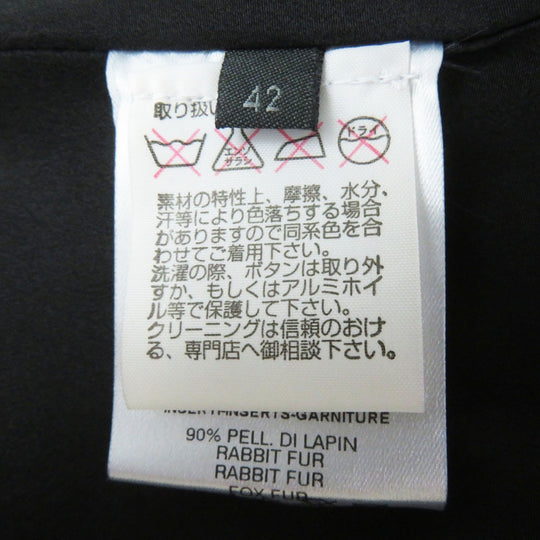 42
取り扱い
エンソ
サラシ
ドライ
素材の特性上、摩擦、水分、
汗等により色落ちする場合
がありますので同系色を合
わせてご着用下さい。
洗濯の際、ボタンは取り外
すか、もしくはアルミホイ
ル等で保護して下さい。
クリーニングは信頼のおけ
る、専門店へ御相談下さい。
INSERTI-INSERTS-GARNITURE
90% PELL. DI LAPIN
RABBIT FUR
RABBIT FUR
FOX FUR